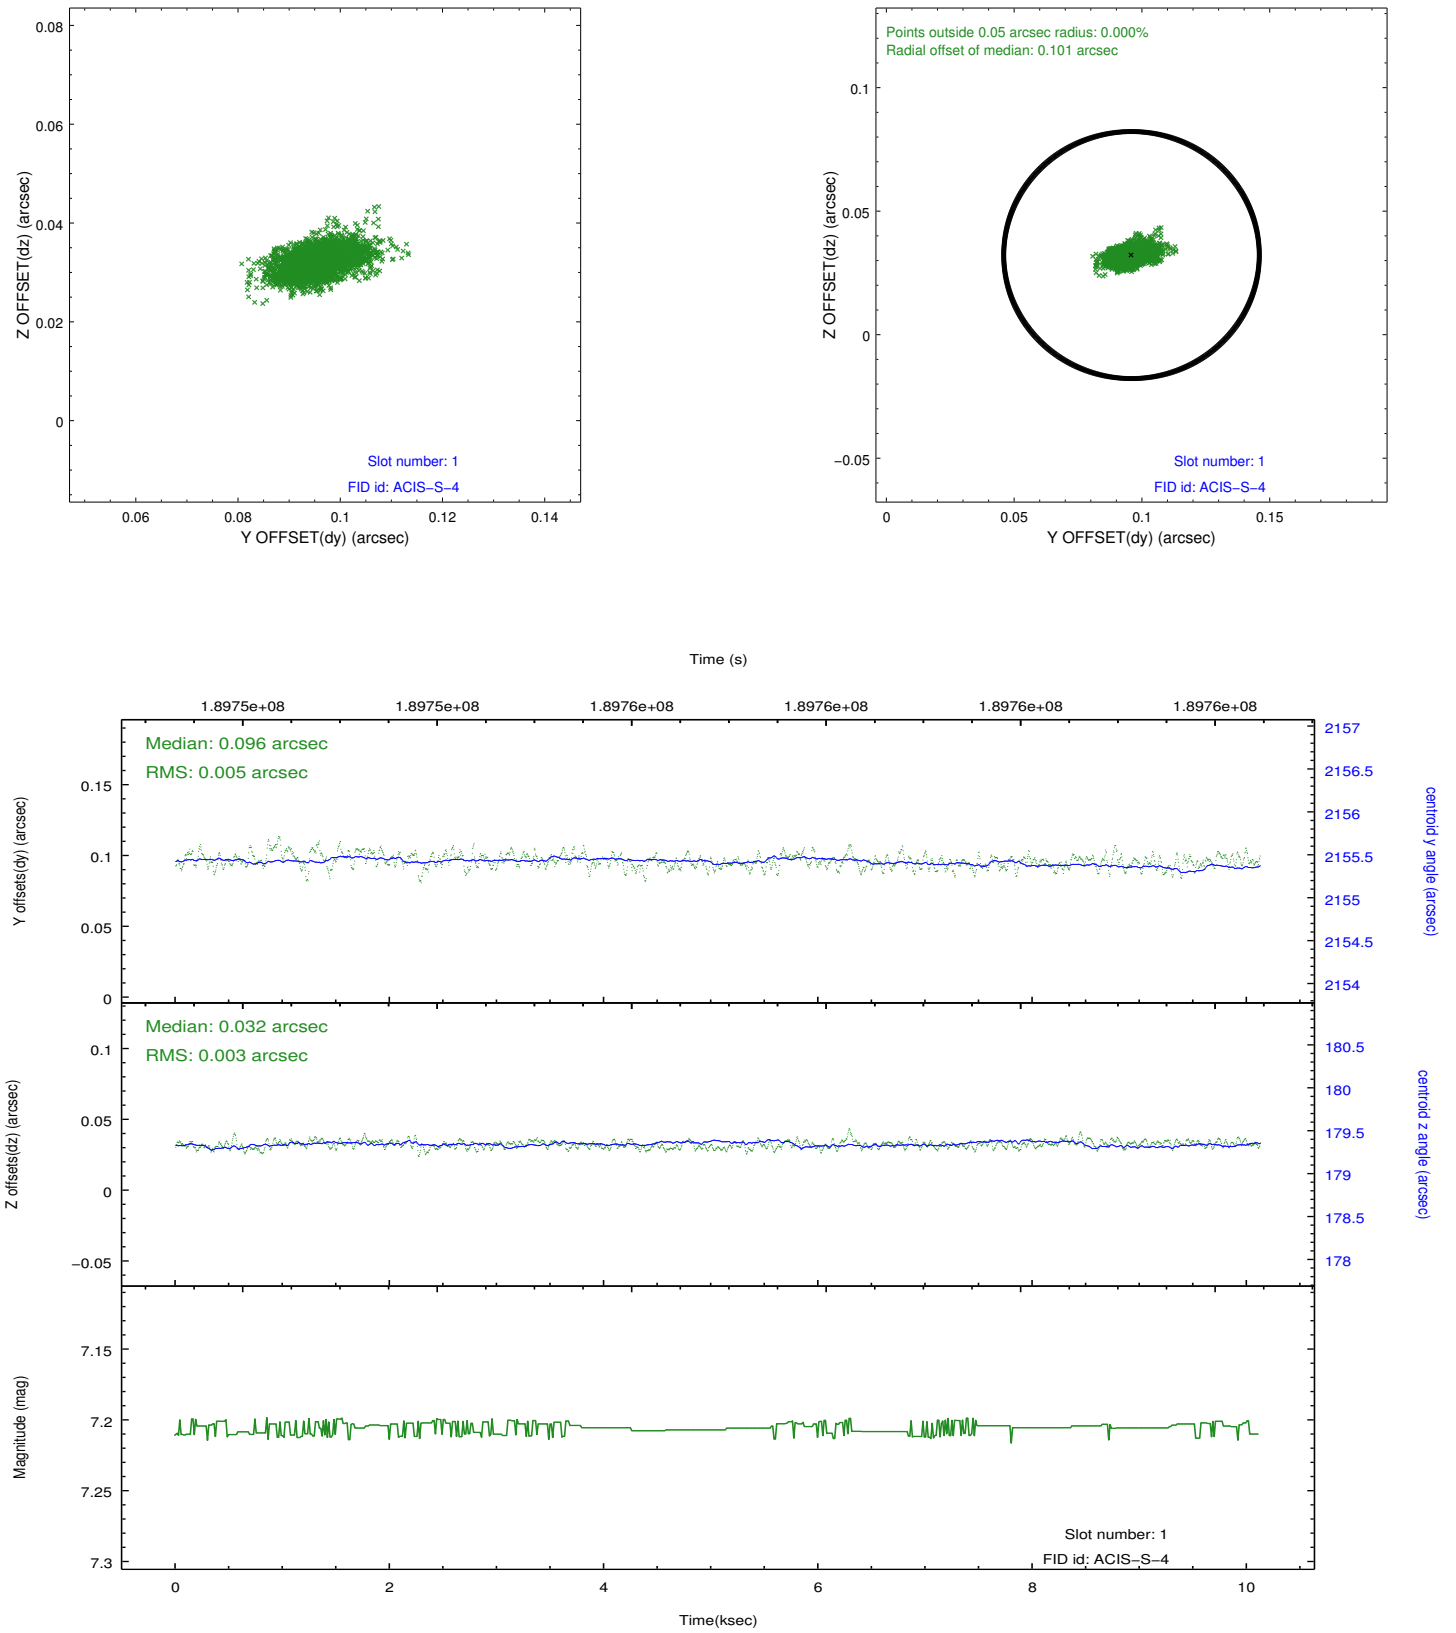 0.08
0.06
0.04
0.02
0
Z OFFSET(dz) (arcsec)
Slot number: 1
FID id: ACIS−S−4
0.06
0.08
0.1
0.12
0.14
Y OFFSET(dy) (arcsec)
Points outside 0.05 arcsec radius: 0.000%
Radial offset of median: 0.101 arcsec
0.1
0.05
0
−0.05
Z OFFSET(dz) (arcsec)
Slot number: 1
FID id: ACIS−S−4
0
0.05
0.1
0.15
Y OFFSET(dy) (arcsec)
Time (s)
1.8975e+08
1.8975e+08
1.8976e+08
1.8976e+08
1.8976e+08
1.8976e+08
Median: 0.096 arcsec
RMS: 0.005 arcsec
0.15
0.1
0.05
0
Y offsets(dy) (arcsec)
2157
2156.5
2156
2155.5
2155
2154.5
2154
centroid y angle (arcsec)
Median: 0.032 arcsec
RMS: 0.003 arcsec
0.1
0.05
0
−0.05
Z offsets(dz) (arcsec)
180.5
180
179.5
179
178.5
178
centroid z angle (arcsec)
7.15
7.2
7.25
7.3
Magnitude (mag)
Slot number: 1
FID id: ACIS−S−4
0
2
4
6
8
10
Time(ksec)